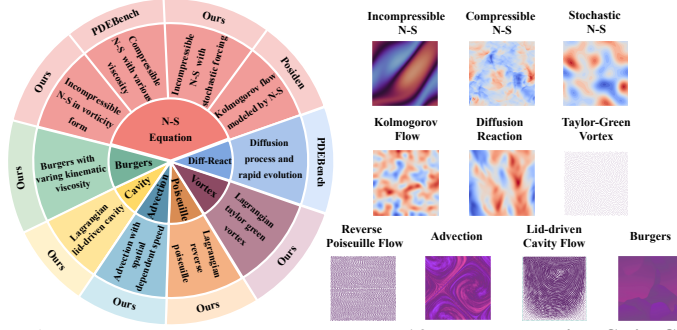 PDEBench
Ours
Ours
Posiden
Incompressible
N-S in vorticity
form
Compressible
N-S with various
viscosity
Incompressible
N-S with
stochastic forcing
Kolmogorov flow
modeled by N-S
N-S
Equation
Ours
Burgers with
varing kinematic
viscosity
Burgers
Diff-React
Diffusion
process and
rapid evolution
PDEBench
Cavity
Advection
Poiseuille
Vortex
Lagrangian
lid-driven cavity
Advection with
spatial
dependent speed
Lagrangian
reverse
poiseuille
Lagrangian
taylor green
vortex
Ours
Ours
Ours
Ours
Incompressible
N-S
Compressible
N-S
Stochastic
N-S
Kolmogorov
Flow
Diffusion
Reaction
Taylor-Green
Vortex
Reverse
Poiseuille Flow
Advection
Lid-driven
Cavity Flow
Burgers